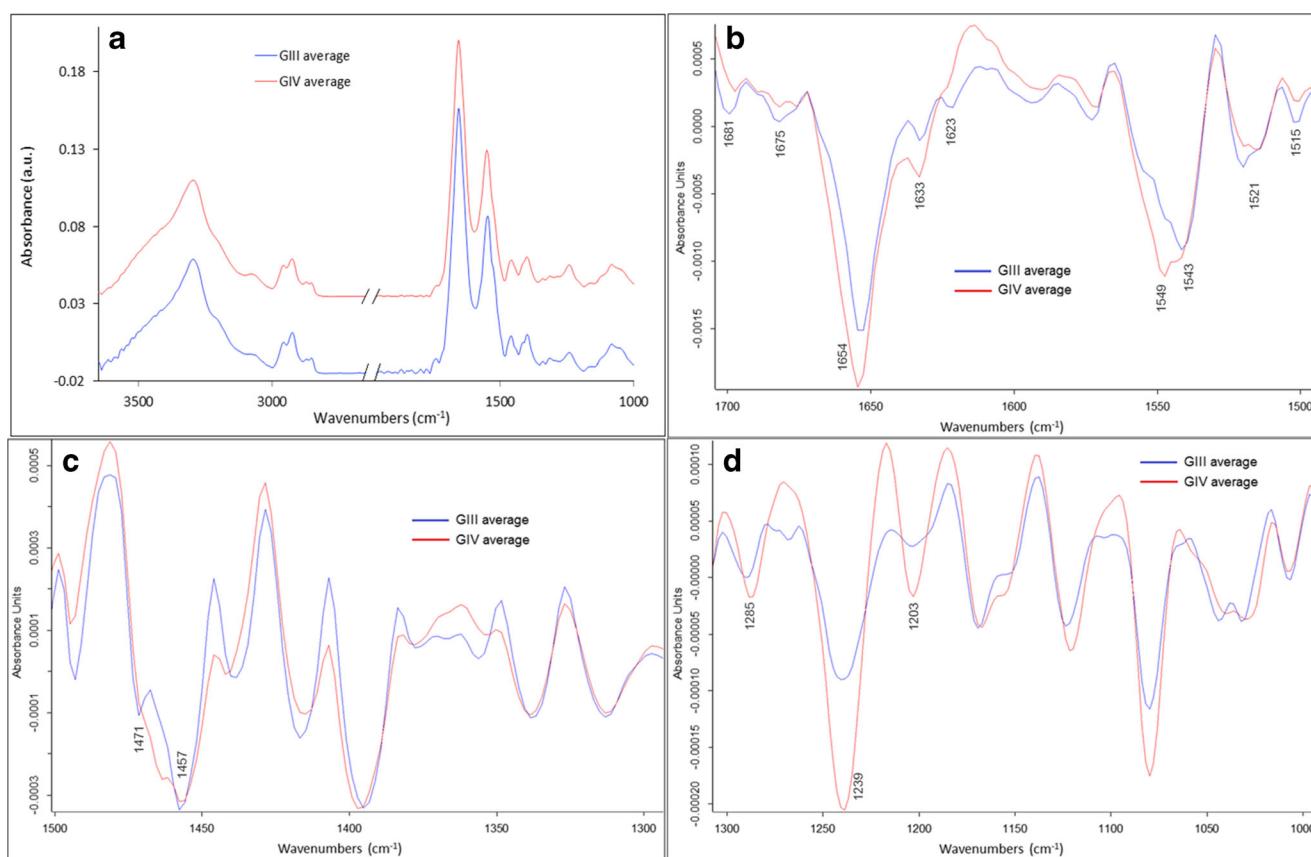 a
GIII average
GIV average
0.18
0.13
0.08
0.03
-0.02
Absorbance (a.u.)
3500
3000
1500
1000
Wavenumbers (cm⁻¹)
b
0.0005
0.0000
-0.0005
-0.0010
-0.0015
Absorbance Units
1681
1675
1654
1633
1623
1549
1543
1521
1515
GIII average
GIV average
1700
1650
1600
1550
1500
Wavenumbers (cm⁻¹)
c
0.0005
0.0003
0.0001
-0.0001
-0.0003
Absorbance Units
GIII average
GIV average
1471
1457
1500
1450
1400
1350
1300
Wavenumbers (cm⁻¹)
d
0.00010
0.00005
-0.00000
-0.00005
-0.00010
-0.00015
-0.00020
Absorbance Units
GIII average
GIV average
1285
1239
1203
1300
1250
1200
1150
1100
1050
1000
Wavenumbers (cm⁻¹)